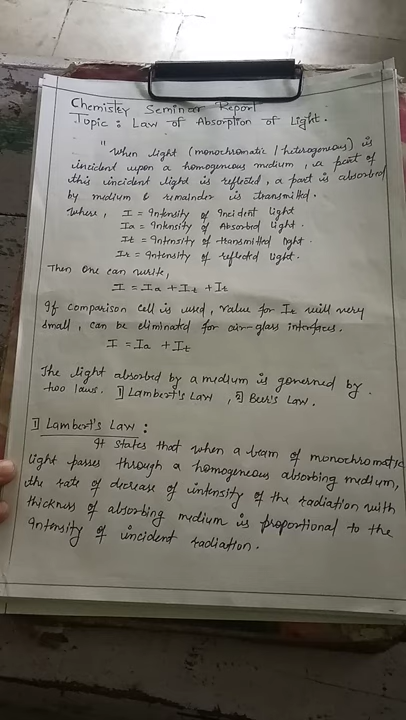 Chemistry Seminar Report
Topic : Law of Absorption of Light.
" When light (monochromatic / heterogeneous) is
incident upon a homogeneous medium, a part of
this incident light is reflected, a part is absorbed
by medium & remainder is transmitted.
Where, I = Intensity of Incident light
Ia = Intensity of Absorbed light.
It = Intensity of transmitted light.
Ir = Intensity of reflected light.
Then one can write,
I = Ia + It + Ir
If comparison cell is used, value for Ir will very
small, can be eliminated for air-glass interfaces.
I = Ia + It
The light absorbed by a medium is governed by
two laws. 1] Lambert's Law , 2] Beer's Law.
1] Lambert's Law :
It states that when a beam of monochromatic
light passes through a homogeneous absorbing medium,
the rate of decrease of intensity of the radiation with
thickness of absorbing medium is proportional to the
intensity of incident radiation.